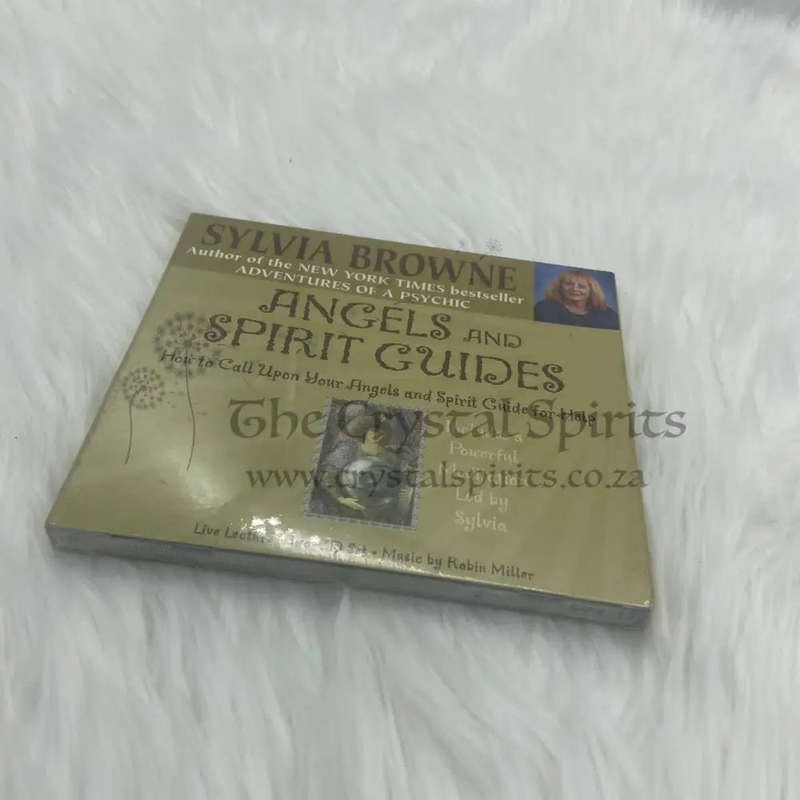 SYLVIA BROWNE
Author of the NEW YORK TIMES bestseller
ADVENTURES OF A PSYCHIC
ANGELS AND
SPIRIT GUIDES
How to Call Upon Your Angels and Spirit Guide for Help
The Crystal Spirits
a
Powerful
www.crystalspirits.co.za
Led by
Sylvia
Live Set • Music by Robin Miller